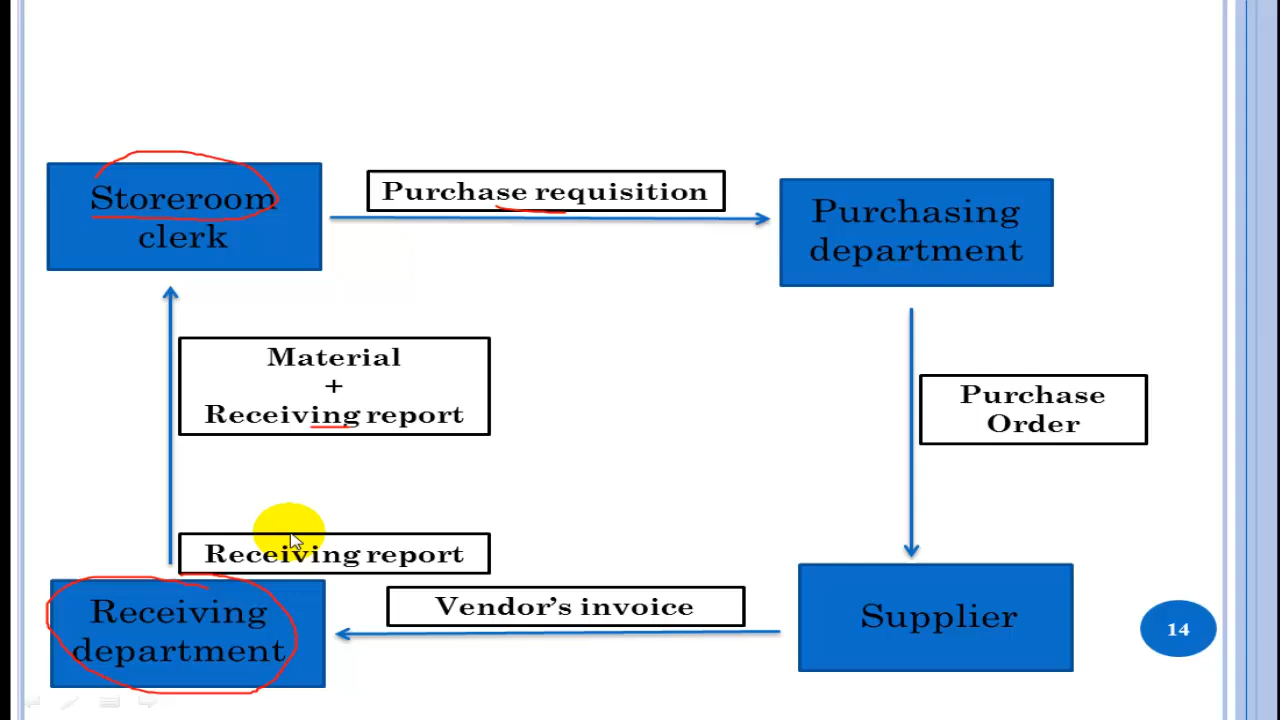 Storeroom
clerk
Purchase requisition
Purchasing
department
Material
+
Receiving report
Purchase
Order
Receiving report
Receiving
department
Vendor's invoice
Supplier
14